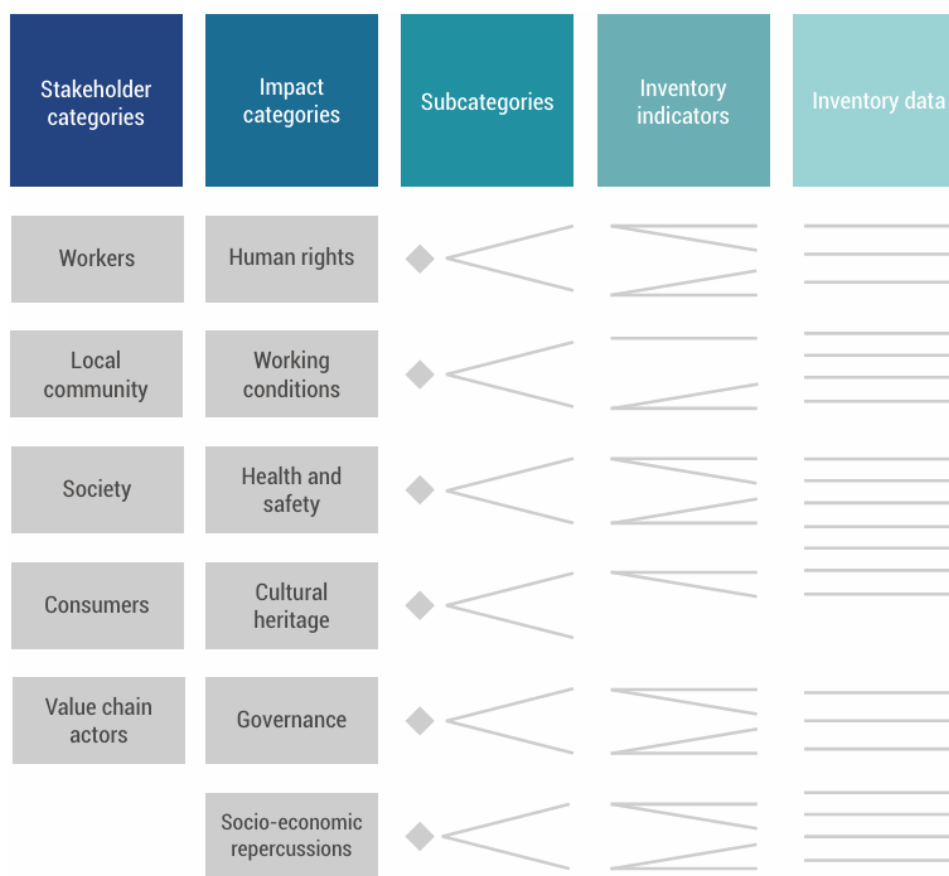 Stakeholder
categories
Impact
categories
Subcategories
Inventory
indicators
Inventory data
Workers
Human rights
Local
community
Working
conditions
Society
Health and
safety
Consumers
Cultural
heritage
Value chain
actors
Governance
Socio-economic
repercussions